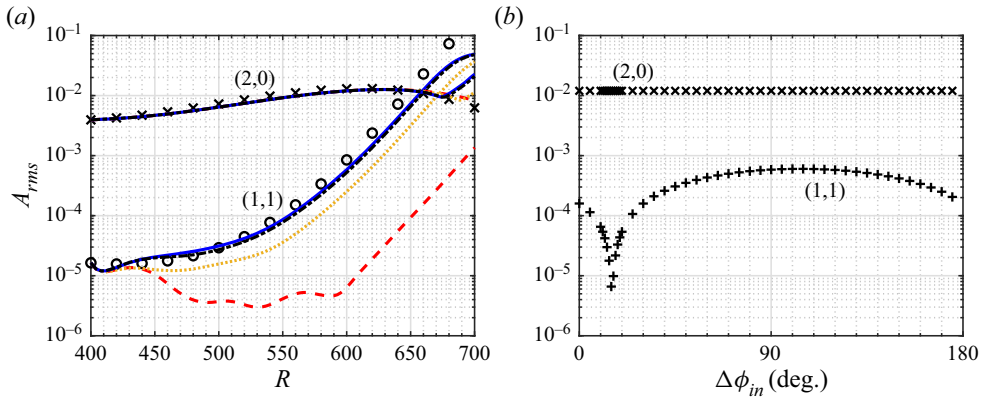 (a)
10⁻¹
10⁻²
10⁻³
10⁻⁴
10⁻⁵
10⁻⁶
A_rms
(2,0)
(1,1)
400 450 500 550 600 650 700
R
(b)
10⁻¹
10⁻²
10⁻³
10⁻⁴
10⁻⁵
10⁻⁶
(2,0)
(1,1)
0 90 180
Δϕ_in (deg.)